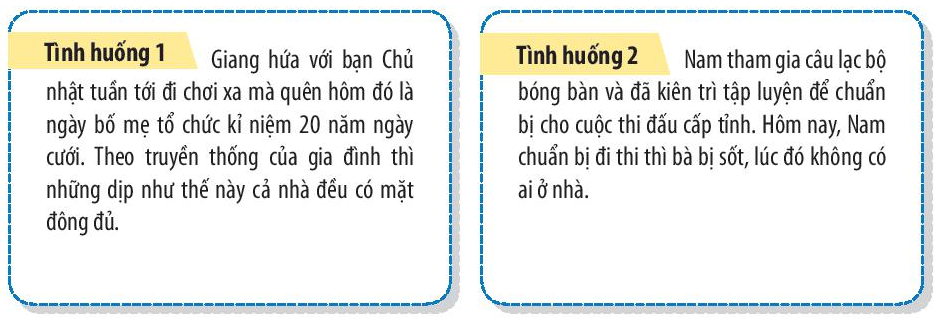 Tình huống 1 Giang hứa với bạn Chủ
nhật tuần tới đi chơi xa mà quên hôm đó là
ngày bố mẹ tổ chức kỉ niệm 20 năm ngày
cưới. Theo truyền thống của gia đình thì
những dịp như thế này cả nhà đều có mặt
đông đủ.
Tình huống 2 Nam tham gia câu lạc bộ
bóng bàn và đã kiên trì tập luyện để chuẩn
bị cho cuộc thi đấu cấp tỉnh. Hôm nay, Nam
chuẩn bị đi thi thì bà bị sốt, lúc đó không có
ai ở nhà.